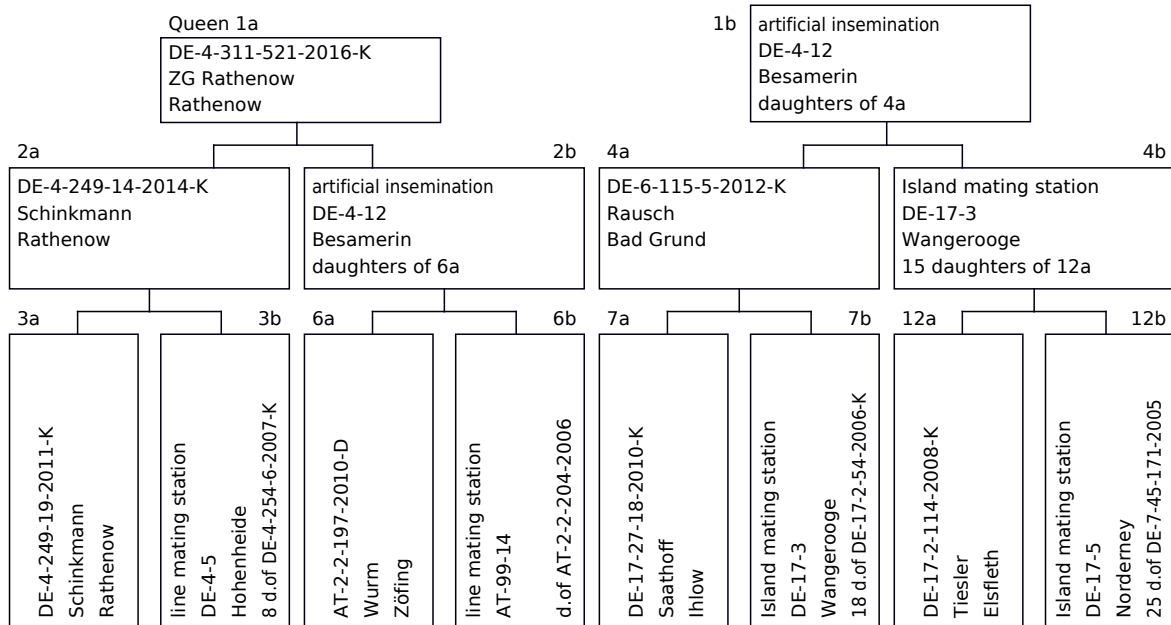 Queen 1a
DE-4-311-521-2016-K
ZG Rathenow
Rathenow
1b
artificial insemination
DE-4-12
Besamerin
daughters of 4a
2a
DE-4-249-14-2014-K
Schinkmann
Rathenow
2b
artificial insemination
DE-4-12
Besamerin
daughters of 6a
4a
DE-6-115-5-2012-K
Rausch
Bad Grund
4b
Island mating station
DE-17-3
Wangerooge
15 daughters of 12a
3a
DE-4-249-19-2011-K
Schinkmann
Rathenow
3b
line mating station
DE-4-5
Hohenheide
8 d.of DE-4-254-6-2007-K
6a
AT-2-2-197-2010-D
Wurm
Zöfing
6b
line mating station
AT-99-14
d.of AT-2-2-204-2006
7a
DE-17-27-18-2010-K
Saathoff
Ihlow
7b
Island mating station
DE-17-3
Wangerooge
18 d.of DE-17-2-54-2006-K
12a
DE-17-2-114-2008-K
Tiesler
Elsfleth
12b
Island mating station
DE-17-5
Norderney
25 d.of DE-7-45-171-2005